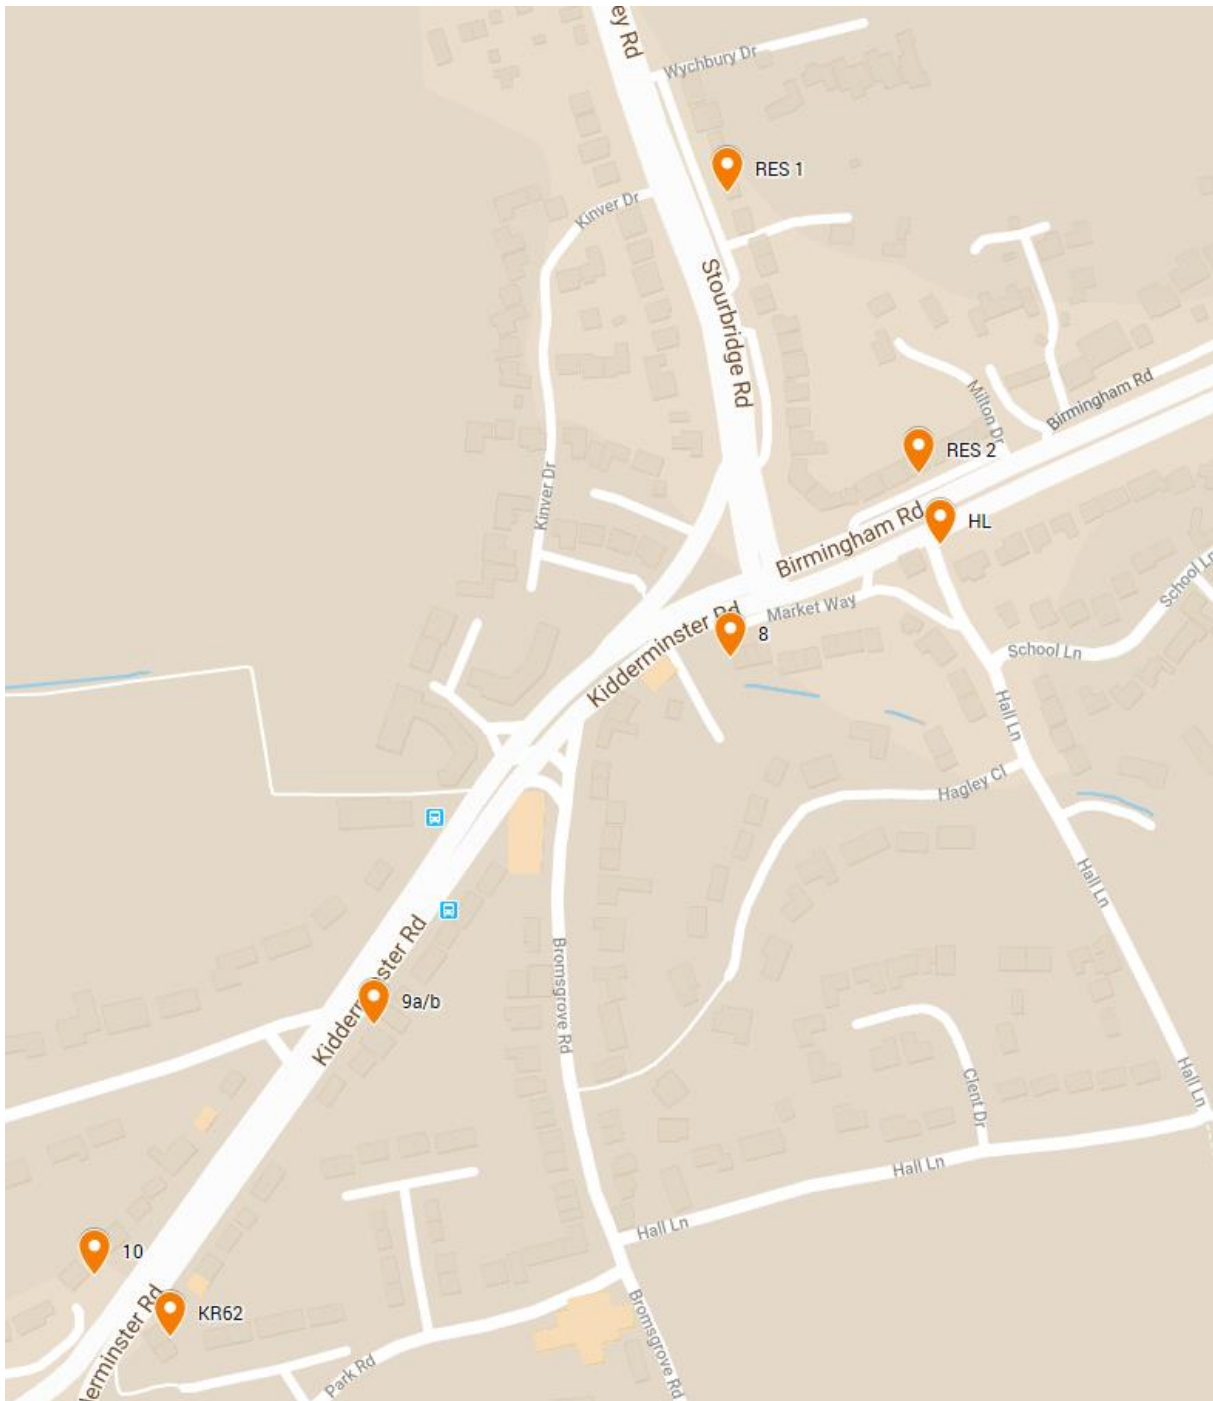 ey Rd
Wychbury Dr
RES 1
Kinver Dr
Stourbridge Rd
Birmingham Rd
Milton Dr
RES 2
Kinver Dr
HL
Birmingham Rd
School Ln
Market Way
Kidderminster Rd
8
School Ln
Hall Ln
Hagley Cl
Hall Ln
Kidderminster Rd
Bromsgrove Rd
9a/b
Hall Ln
Clent Dr
Hall Ln
Hall Ln
10
KR62
derminster Rd
Bromsgrove Rd
Park Rd